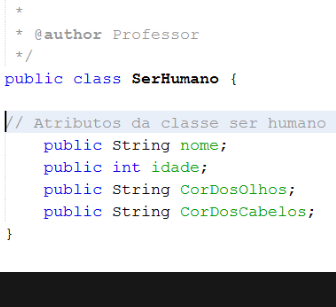 *
* @author Professor
*/
public class SerHumano {
// Atributos da classe ser humano
public String nome;
public int idade;
public String CorDosOlhos;
public String CorDosCabelos;
}